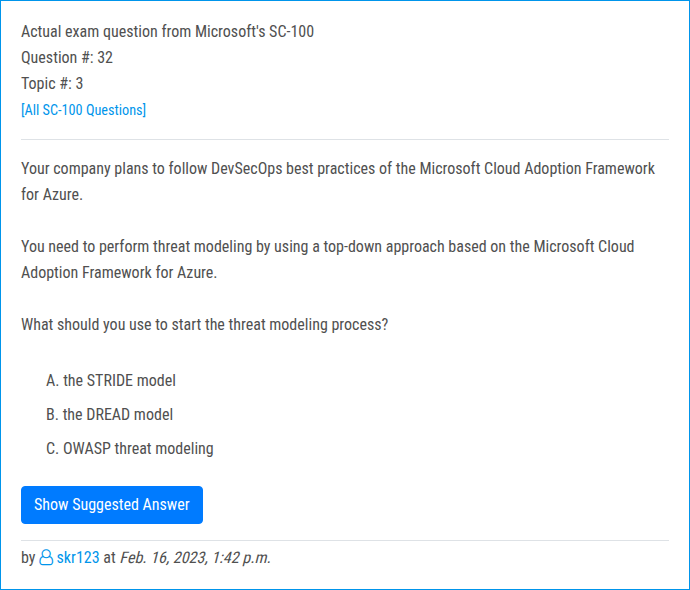 Actual exam question from Microsoft's SC-100
Question #: 32
Topic #: 3
[All SC-100 Questions]
Your company plans to follow DevSecOps best practices of the Microsoft Cloud Adoption Framework
for Azure.
You need to perform threat modeling by using a top-down approach based on the Microsoft Cloud
Adoption Framework for Azure.
What should you use to start the threat modeling process?
A. the STRIDE model
B. the DREAD model
C. OWASP threat modeling
Show Suggested Answer
by skr123 at Feb. 16, 2023, 1:42 p.m.